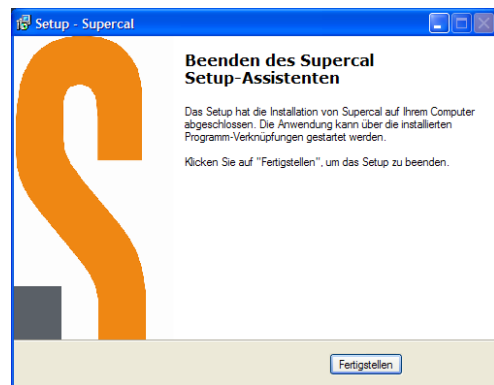 Setup - Supercal
Beenden des Supercal
Setup-Assistenten
Das Setup hat die Installation von Supercal auf Ihrem Computer
abgeschlossen. Die Anwendung kann über die installierten
Programm-Verknüpfungen gestartet werden.
Klicken Sie auf "Fertigstellen", um das Setup zu beenden.
Fertigstellen